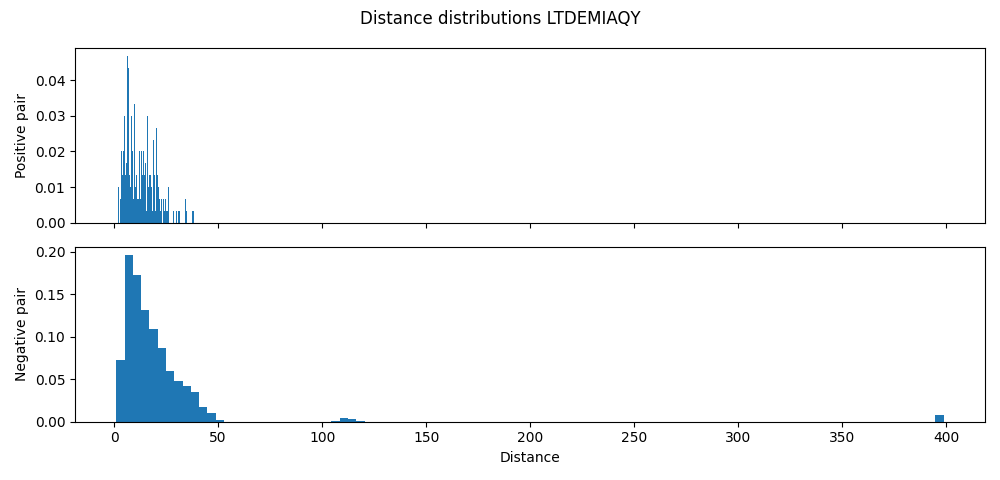 Distance distributions LTDEMIAQY
0.04
0.03
0.02
0.01
0.00
Positive pair
0.20
0.15
0.10
0.05
0.00
Negative pair
0 50 100 150 200 250 300 350 400
Distance